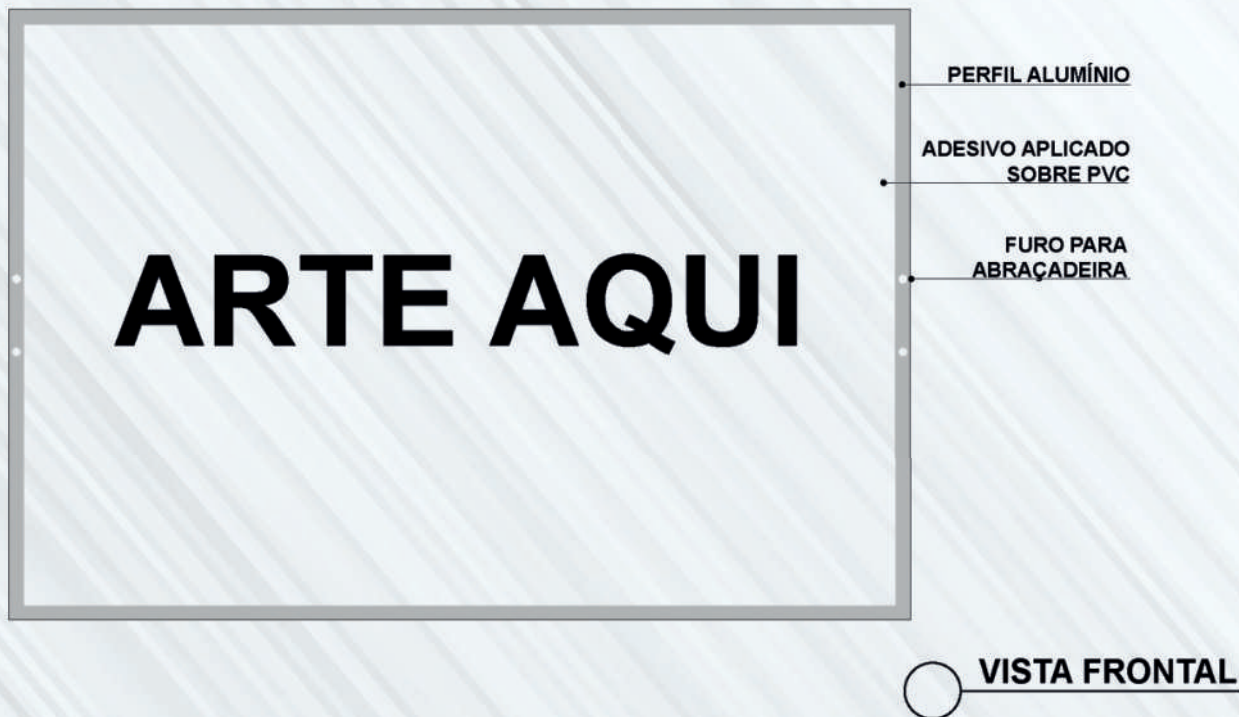 PERFIL ALUMÍNIO
ADESIVO APLICADO
SOBRE PVC
FURO PARA
ABRAÇADEIRA
ARTE AQUI
VISTA FRONTAL